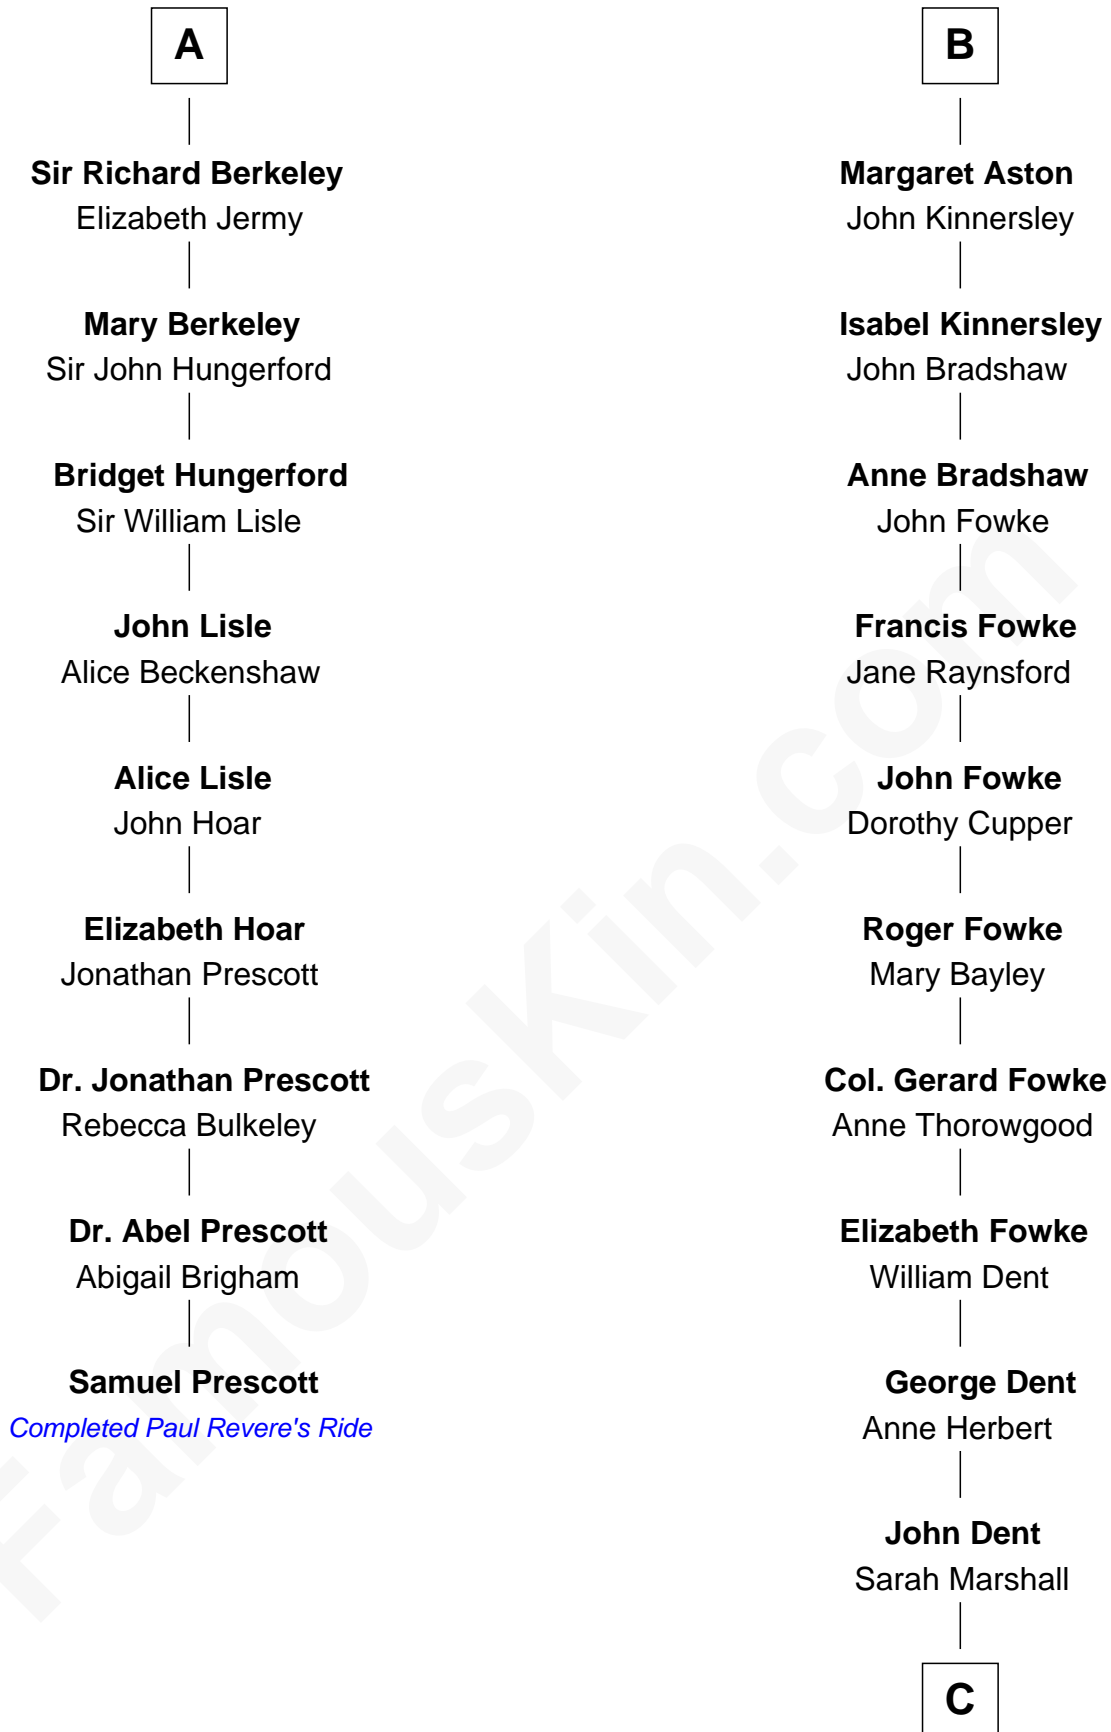 A
Sir Richard Berkeley
Elizabeth Jermy
Mary Berkeley
Sir John Hungerford
Bridget Hungerford
Sir William Lisle
John Lisle
Alice Beckenshaw
Alice Lisle
John Hoar
Elizabeth Hoar
Jonathan Prescott
Dr. Jonathan Prescott
Rebecca Bulkeley
Dr. Abel Prescott
Abigail Brigham
Samuel Prescott
Completed Paul Revere's Ride
B
Margaret Aston
John Kinnersley
Isabel Kinnersley
John Bradshaw
Anne Bradshaw
John Fowke
Francis Fowke
Jane Raynsford
John Fowke
Dorothy Cupper
Roger Fowke
Mary Bayley
Col. Gerard Fowke
Anne Thorowgood
Elizabeth Fowke
William Dent
George Dent
Anne Herbert
John Dent
Sarah Marshall
C
FamousKin.com